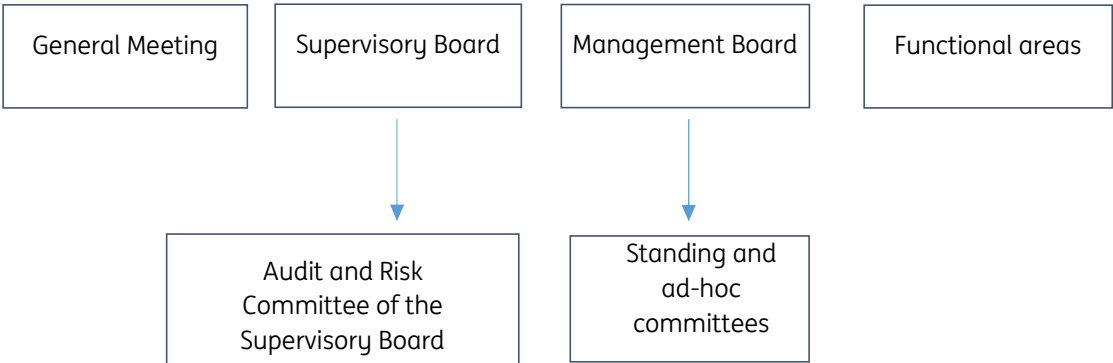 General Meeting
Supervisory Board
Management Board
Functional areas
Audit and Risk
Committee of the
Supervisory Board
Standing and
ad-hoc
committees